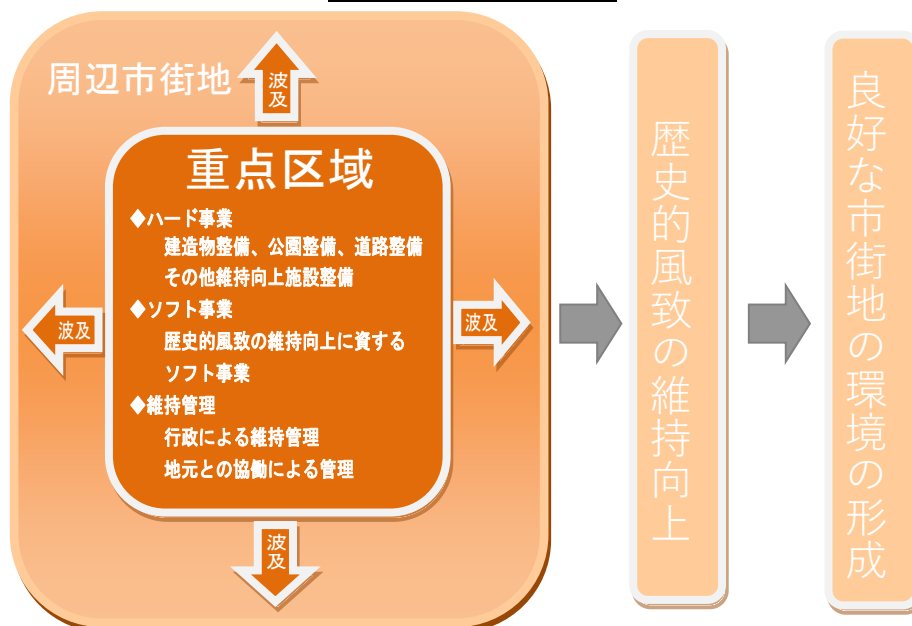 周辺市街地
波及
重点区域
◆ハード事業
建造物整備、公園整備、道路整備
その他維持向上施設整備
◆ソフト事業
歴史的風致の維持向上に資する
ソフト事業
◆維持管理
行政による維持管理
地元との協働による管理
波及
波及
波及
歴史的風致の維持向上
良好な市街地の環境の形成